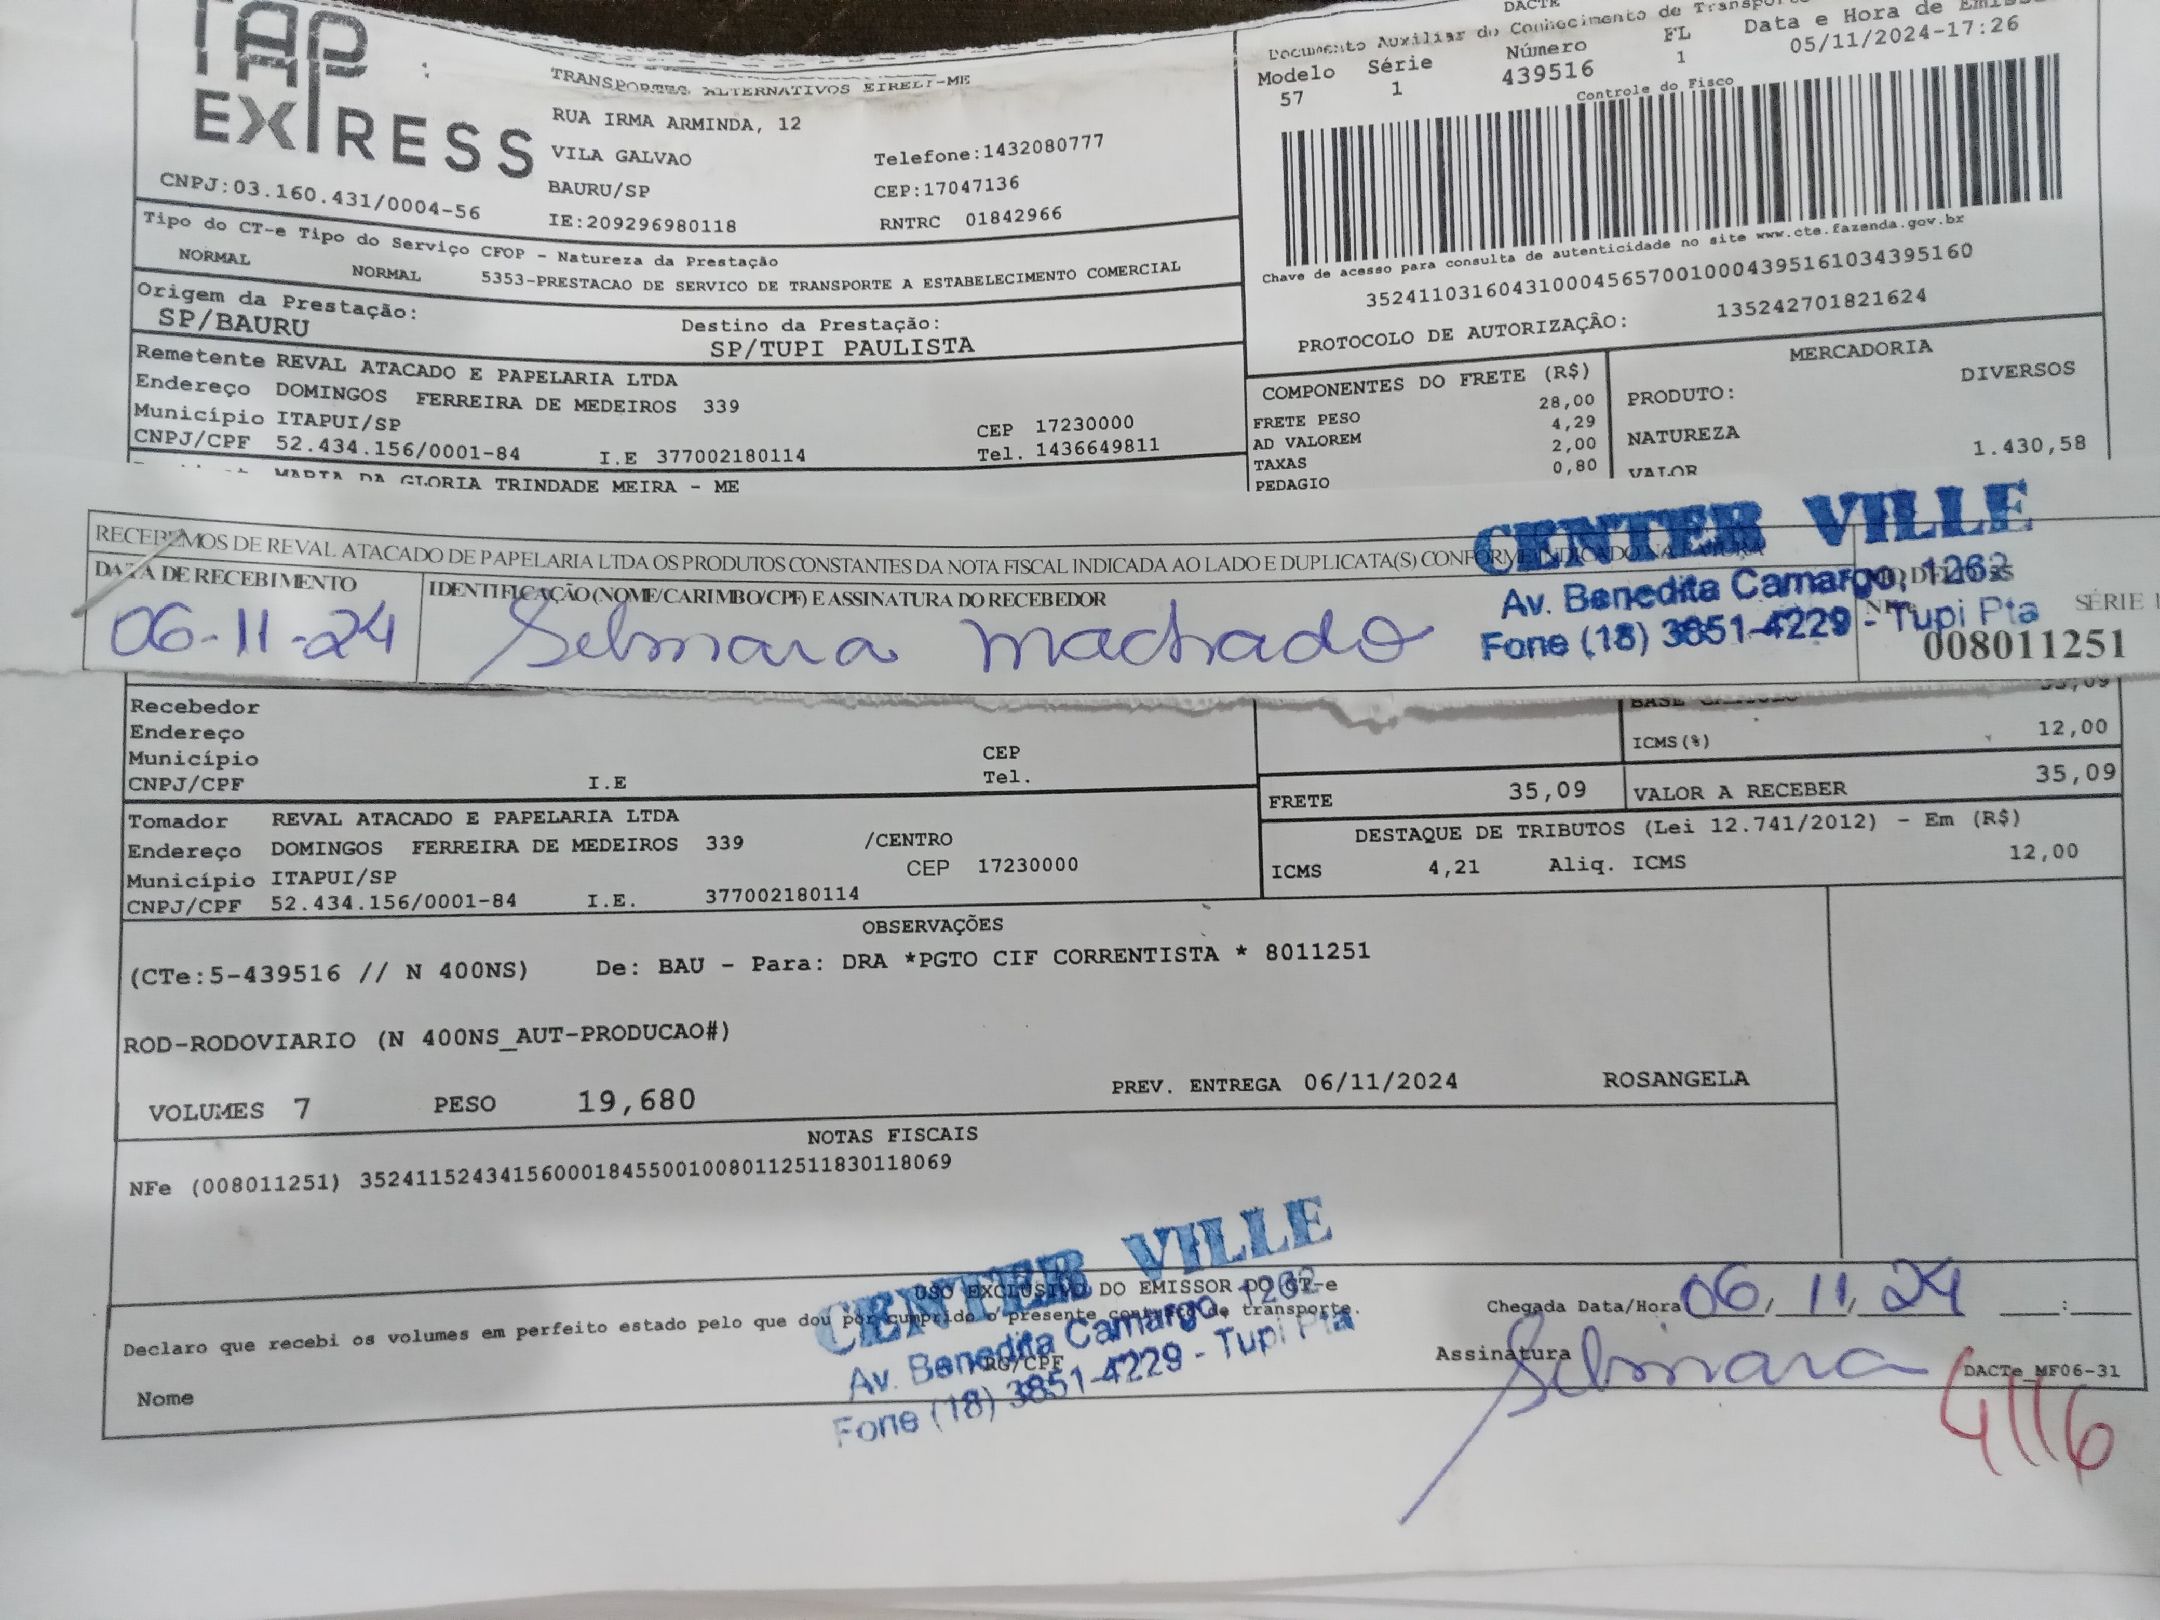 TAP
EXPRESS
CNPJ:03.160.431/0004-56
TRANSPORTES ALTERNATIVOS EIRELI-ME
RUA IRMA ARMINDA, 12
VILA GALVAO
Telefone:1432080777
BAURU/SP
CEP:17047136
IE:209296980118
RNTRC 01842966
DACTE
Documento Auxiliar do Conhecimento de
Modelo Série Número FL Data e Hora de
57 1 439516 1 05/11/2024-17:26
Controle do Fisco
Chave de acesso para consulta de autenticidade no site www.cte.fazenda.gov.br
35241103160431000456570010004395161034395160
PROTOCOLO DE AUTORIZAÇÃO: 135242701821624
Tipo do CT-e Tipo do Serviço CFOP - Natureza da Prestação
NORMAL NORMAL 5353-PRESTACAO DE SERVICO DE TRANSPORTE A ESTABELECIMENTO COMERCIAL
Origem da Prestação: Destino da Prestação:
SP/BAURU SP/TUPI PAULISTA
Remetente REVAL ATACADO E PAPELARIA LTDA
Endereço DOMINGOS FERREIRA DE MEDEIROS 339
Município ITAPUI/SP CEP 17230000
CNPJ/CPF 52.434.156/0001-84 I.E 377002180114 Tel. 1436649811
MARIA DA GLORIA TRINDADE MEIRA - ME
COMPONENTES DO FRETE (R$)
FRETE PESO 28,00
AD VALOREM 4,29
TAXAS 2,00
PEDAGIO 0,80
MERCADORIA
PRODUTO: DIVERSOS
NATUREZA
VALOR 1.430,58
RECEBEMOS DE REVAL ATACADO DE PAPELARIA LTDA OS PRODUTOS CONSTANTES DA NOTA FISCAL INDICADA AO LADO E DUPLICATA(S) CONFORME INDICADO NA
DATA DE RECEBIMENTO IDENTIFICAÇÃO (NOME/CARIMBO/CPF) E ASSINATURA DO RECEBEDOR
06-11-24 Selmara Machado
CENTER VILLE
Av. Benedita Camargo, 1262
Fone (18) 3851-4229 - Tupi Pta
SÉRIE 1
008011251
Recebedor
Endereço
Município CEP
CNPJ/CPF I.E Tel.
35,09
ICMS(%) 12,00
FRETE 35,09 VALOR A RECEBER 35,09
Tomador REVAL ATACADO E PAPELARIA LTDA
Endereço DOMINGOS FERREIRA DE MEDEIROS 339 /CENTRO
Município ITAPUI/SP CEP 17230000
CNPJ/CPF 52.434.156/0001-84 I.E. 377002180114
DESTAQUE DE TRIBUTOS (Lei 12.741/2012) - Em (R$)
ICMS 4,21 Aliq. ICMS 12,00
OBSERVAÇÕES
(CTe:5-439516 // N 400NS) De: BAU - Para: DRA *PGTO CIF CORRENTISTA * 8011251
ROD-RODOVIARIO (N 400NS_AUT-PRODUCAO#)
VOLUMES 7 PESO 19,680 PREV. ENTREGA 06/11/2024 ROSANGELA
NOTAS FISCAIS
NFe (008011251) 35241152434156000184550010080112511830118069
CENTER VILLE
Av. Benedita Camargo, 1262
Fone (18) 3851-4229 - Tupi Pta
USO EXCLUSIVO DO EMISSOR DO CT-e
Declaro que recebi os volumes em perfeito estado pelo que dou por cumprido o presente contrato de transporte.
Nome RG/CPF
Chegada Data/Hora 06/11/24 __:__
Assinatura Selmara
DACTe_MF06-31
4116